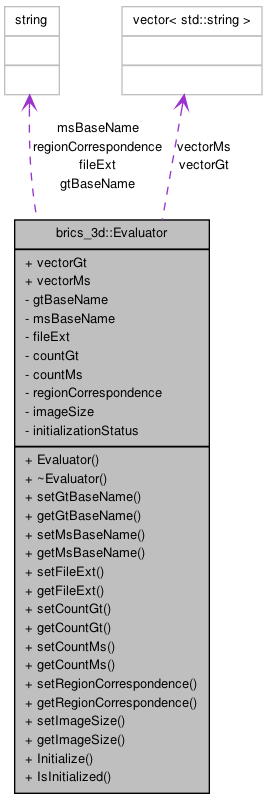 string
vector< std::string >
msBaseName
regionCorrespondence
fileExt
gtBaseName
vectorMs
vectorGt
brics_3d::Evaluator
+ vectorGt
+ vectorMs
- gtBaseName
- msBaseName
- fileExt
- countGt
- countMs
- regionCorrespondence
- imageSize
- initializationStatus
+ Evaluator()
+ ~Evaluator()
+ setGtBaseName()
+ getGtBaseName()
+ setMsBaseName()
+ getMsBaseName()
+ setFileExt()
+ getFileExt()
+ setCountGt()
+ getCountGt()
+ setCountMs()
+ getCountMs()
+ setRegionCorrespondence()
+ getRegionCorrespondence()
+ setImageSize()
+ getImageSize()
+ Initialize()
+ IsInitialized()